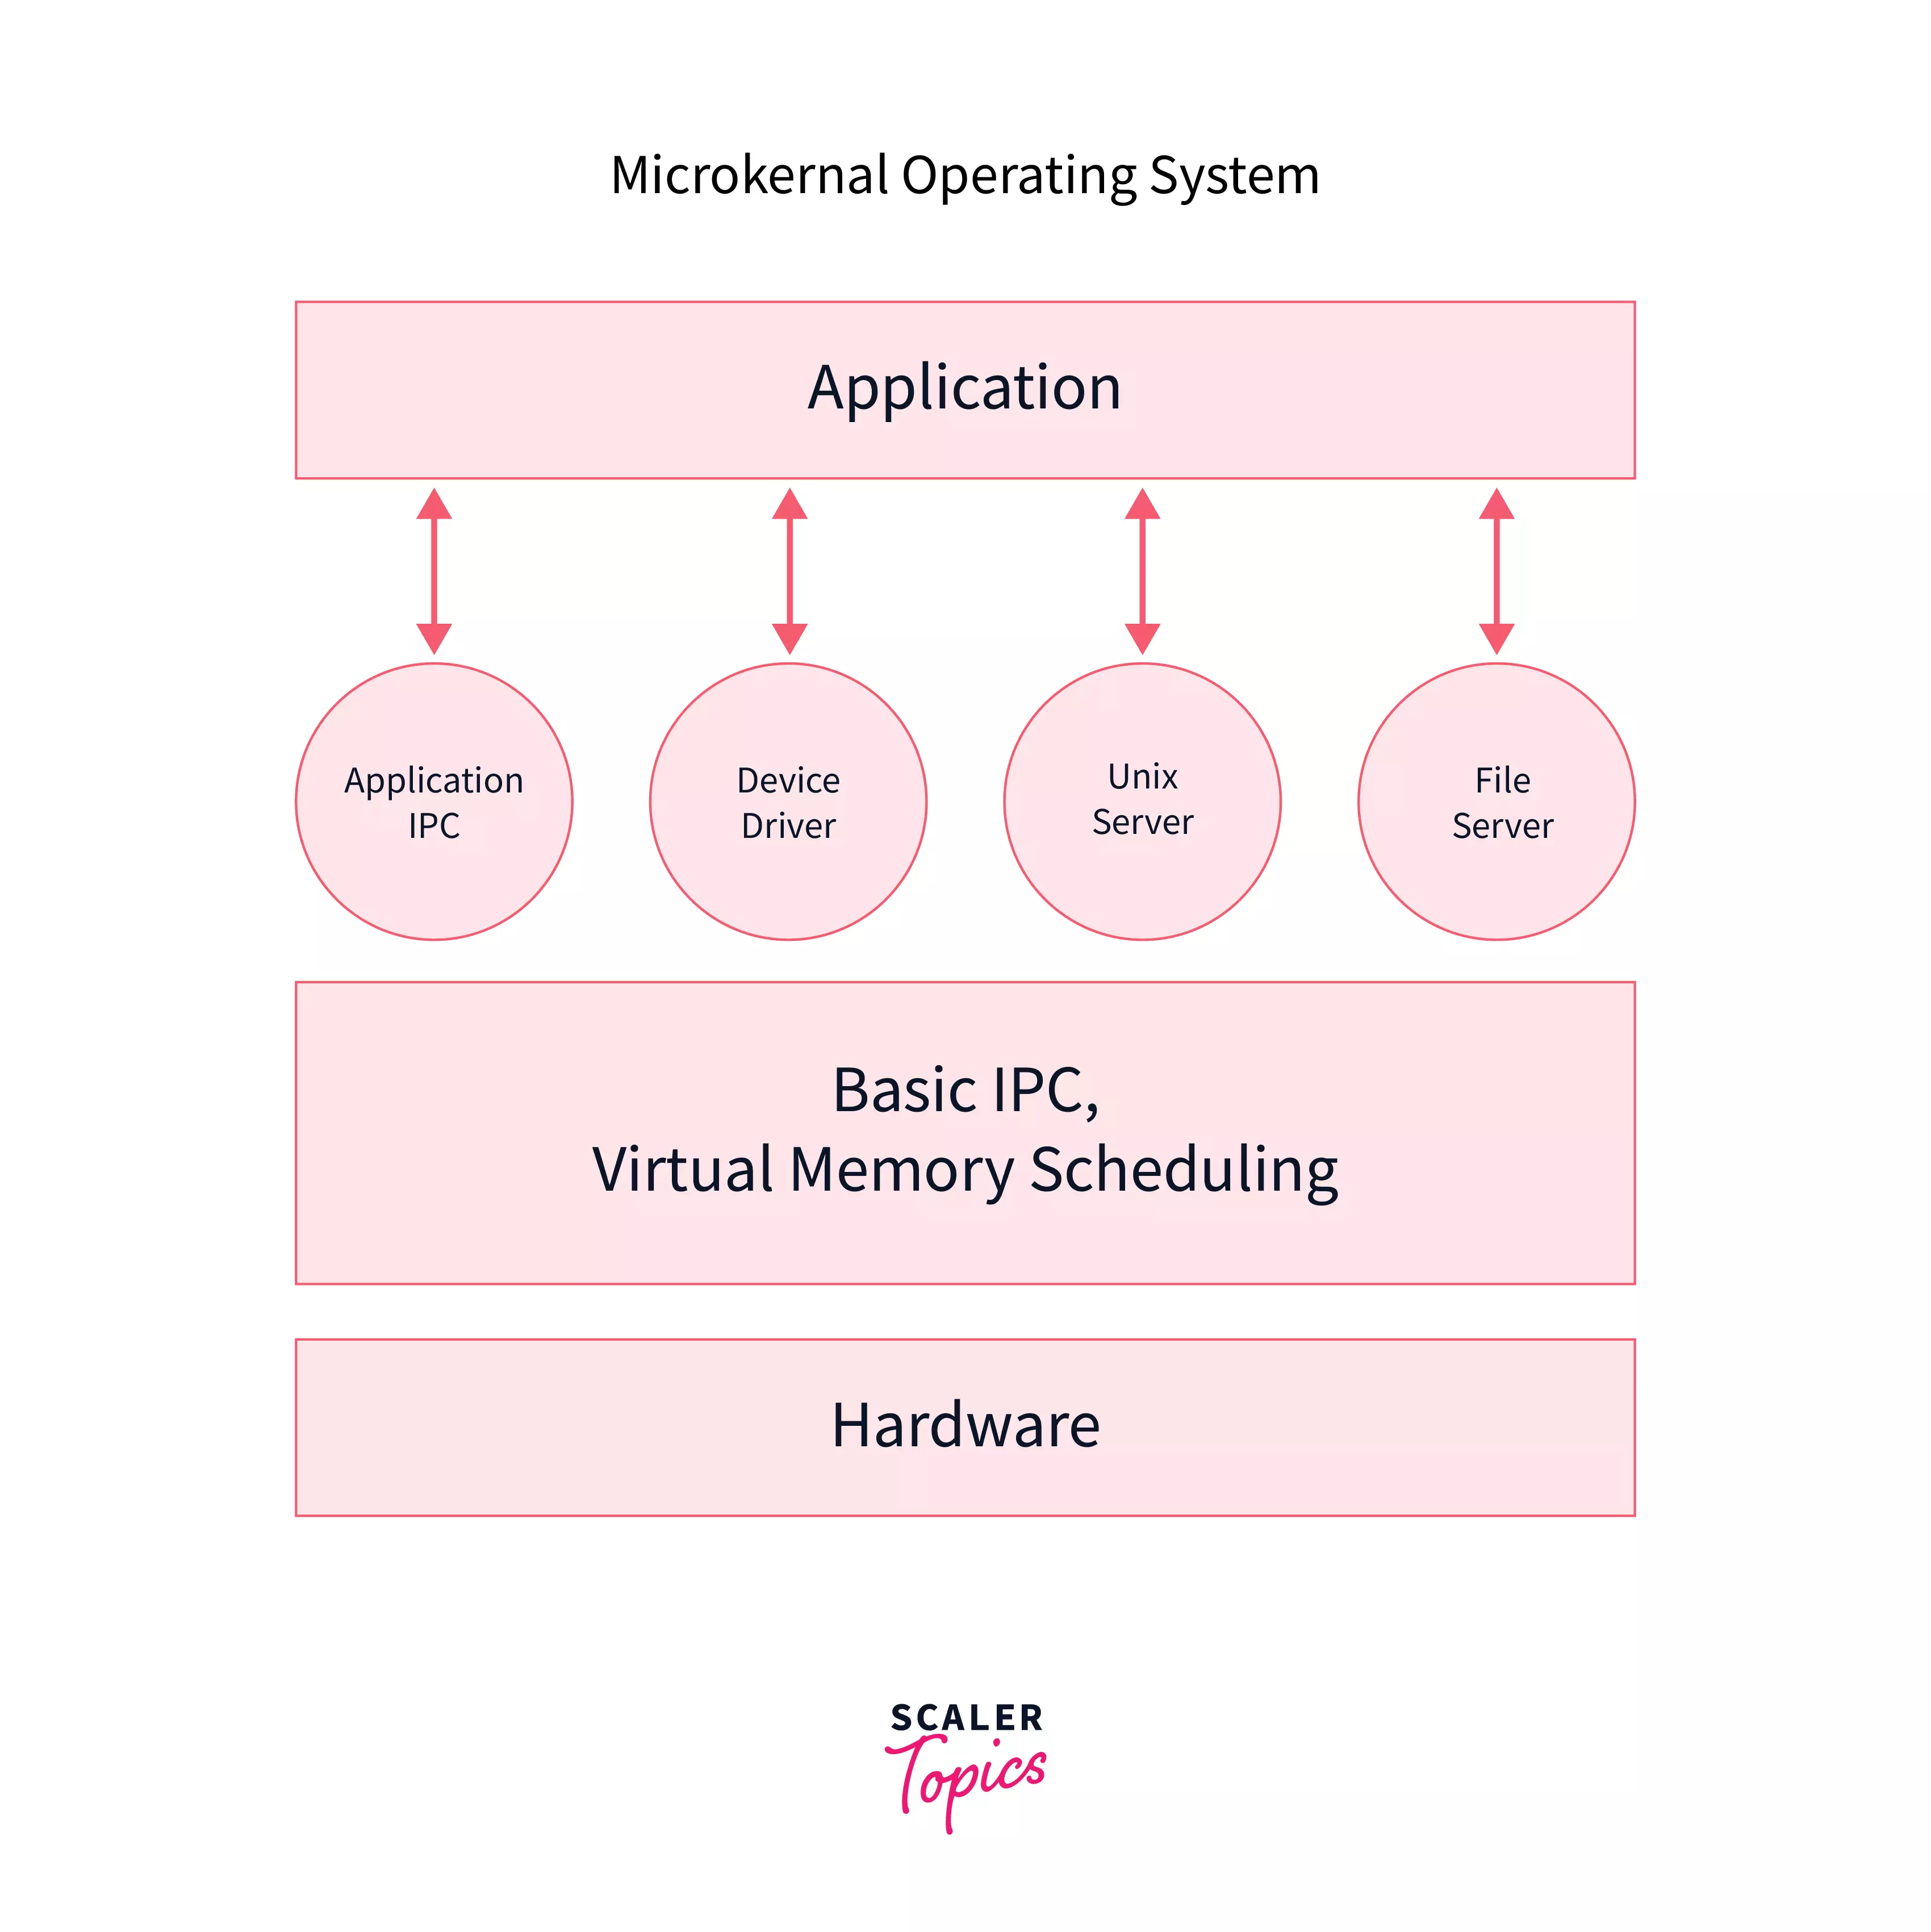 Microkernal Operating System
Application
Application
IPC
Device
Driver
Unix
Server
File
Server
Basic IPC,
Virtual Memory Scheduling
Hardware
SCALER
Topics